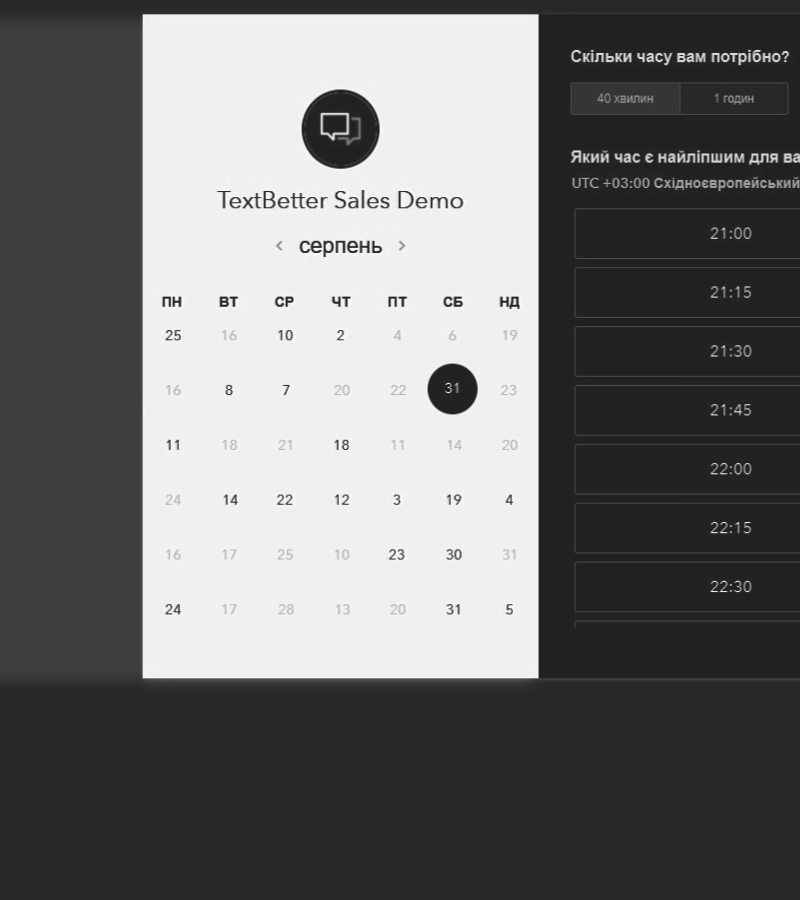 TextBetter Sales Demo
< серпень >
ПН ВТ СР ЧТ ПТ СБ НД
25 16 10 2 4 6 19
16 8 7 20 22 31 23
11 18 21 18 11 14 20
24 14 22 12 3 19 4
16 17 25 10 23 30 31
24 17 28 13 20 31 5
Скільки часу вам потрібно?
40 хвилин 1 годин
Який час є найліпшим для ва
UTC +03:00 Східноєвропейський
21:00
21:15
21:30
21:45
22:00
22:15
22:30